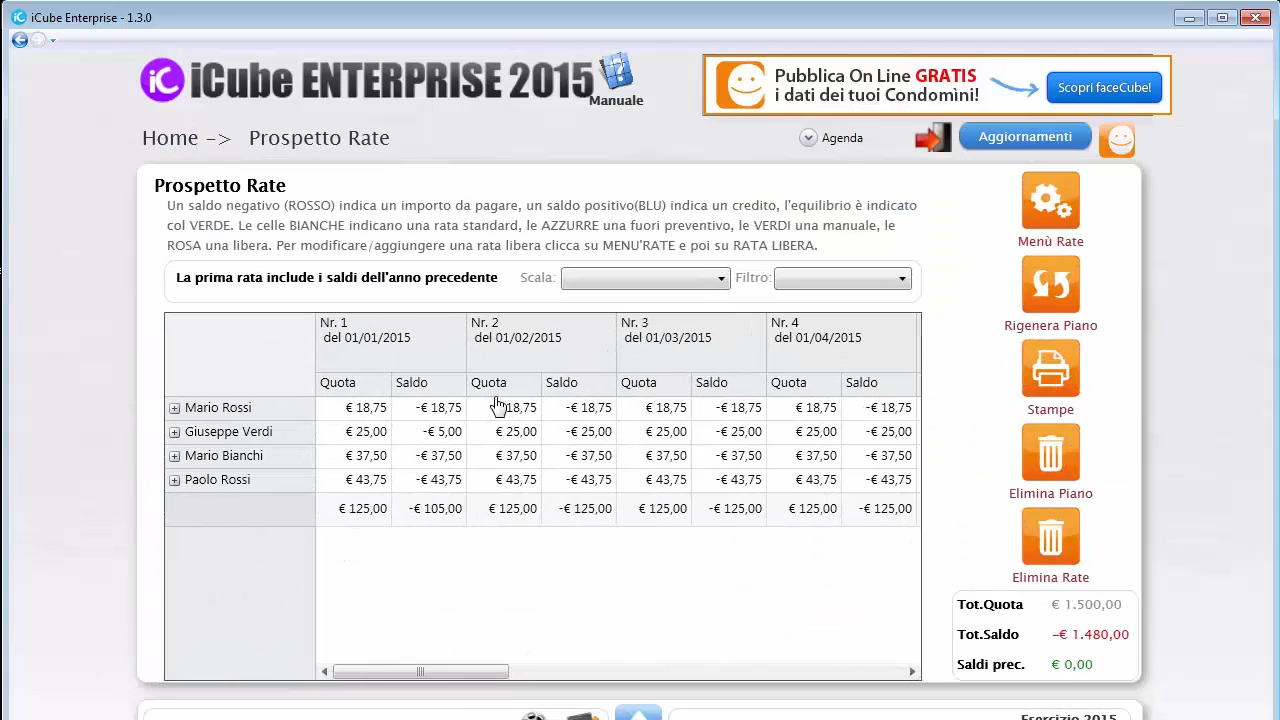 iCube Enterprise - 1.3.0
iC iCube ENTERPRISE 2015
Manuale
Pubblica On Line GRATIS
i dati dei tuoi Condomìni!
Scopri faceCube!
Home -> Prospetto Rate
Agenda
Aggiornamenti
Prospetto Rate
Un saldo negativo (ROSSO) indica un importo da pagare, un saldo positivo(BLU) indica un credito, l'equilibrio è indicato
col VERDE. Le celle BIANCHE indicano una rata standard, le AZZURRE una fuori preventivo, le VERDI una manuale, le
ROSA una libera. Per modificare/aggiungere una rata libera clicca su MENU'RATE e poi su RATA LIBERA.
La prima rata include i saldi dell'anno precedente Scala: Filtro:
Nr. 1 Nr. 2 Nr. 3 Nr. 4
del 01/01/2015 del 01/02/2015 del 01/03/2015 del 01/04/2015
Quota Saldo Quota Saldo Quota Saldo Quota Saldo
Mario Rossi € 18,75 -€ 18,75 18,75 -€ 18,75 € 18,75 -€ 18,75 € 18,75 -€ 18,75
Giuseppe Verdi € 25,00 -€ 5,00 € 25,00 -€ 25,00 € 25,00 -€ 25,00 € 25,00 -€ 25,00
Mario Bianchi € 37,50 -€ 37,50 € 37,50 -€ 37,50 € 37,50 -€ 37,50 € 37,50 -€ 37,50
Paolo Rossi € 43,75 -€ 43,75 € 43,75 -€ 43,75 € 43,75 -€ 43,75 € 43,75 -€ 43,75
€ 125,00 -€ 105,00 € 125,00 -€ 125,00 € 125,00 -€ 125,00 € 125,00 -€ 125,00
Menù Rate
Rigenera Piano
Stampe
Elimina Piano
Elimina Rate
Tot.Quota € 1.500,00
Tot.Saldo -€ 1.480,00
Saldi prec. € 0,00
Esercizio 2015